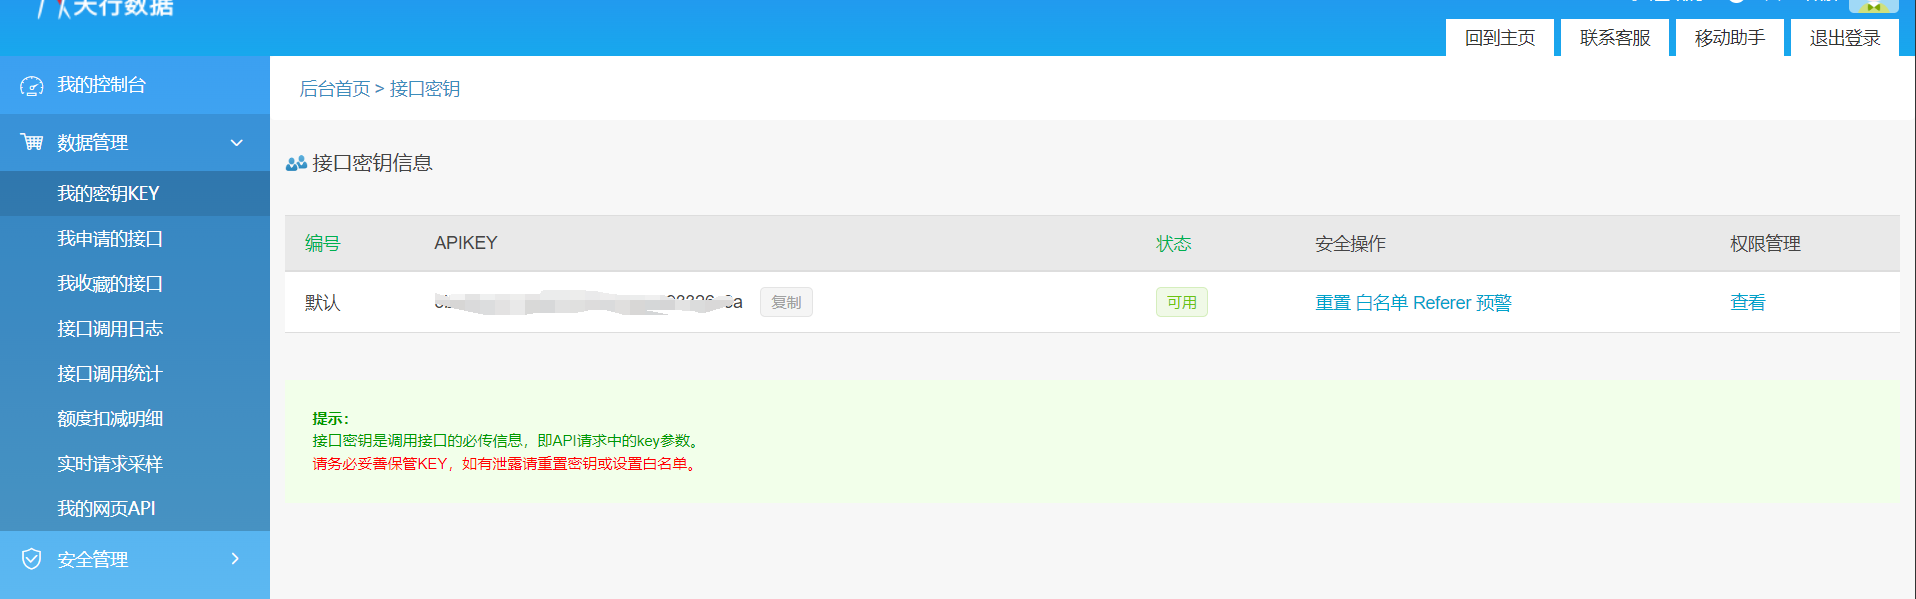 天行数据
回到主页 联系客服 移动助手 退出登录
我的控制台
数据管理
我的密钥KEY
我申请的接口
我收藏的接口
接口调用日志
接口调用统计
额度扣减明细
实时请求采样
我的网页API
安全管理
后台首页 > 接口密钥
接口密钥信息
编号 APIKEY 状态 安全操作 权限管理
默认 复制 可用 重置 白名单 Referer 预警 查看
提示：
接口密钥是调用接口的必传信息，即API请求中的key参数。
请务必妥善保管KEY，如有泄露请重置密钥或设置白名单。